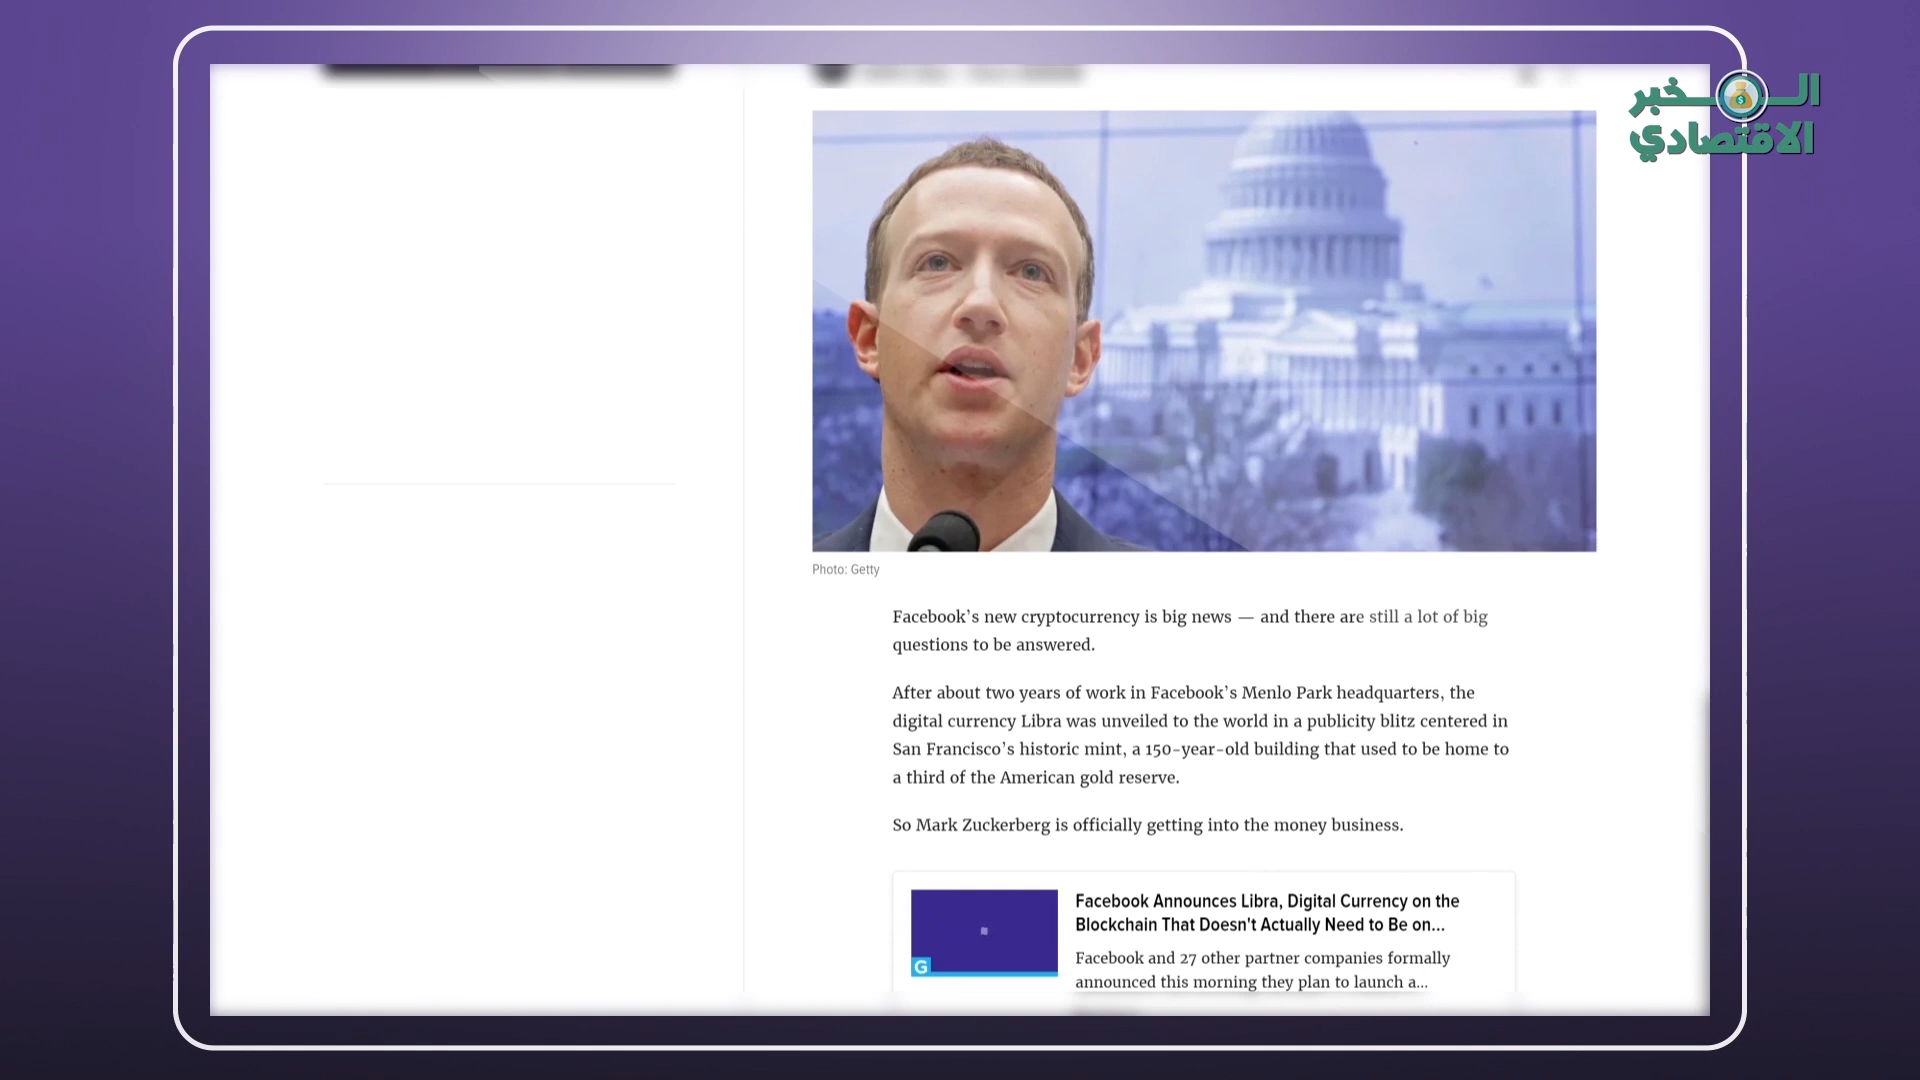 المخبر
الاقتصادي
Photo: Getty
Facebook’s new cryptocurrency is big news — and there are still a lot of big
questions to be answered.
After about two years of work in Facebook’s Menlo Park headquarters, the
digital currency Libra was unveiled to the world in a publicity blitz centered in
San Francisco’s historic mint, a 150-year-old building that used to be home to
a third of the American gold reserve.
So Mark Zuckerberg is officially getting into the money business.
Facebook Announces Libra, Digital Currency on the
Blockchain That Doesn't Actually Need to Be on...
G
Facebook and 27 other partner companies formally
announced this morning they plan to launch a...